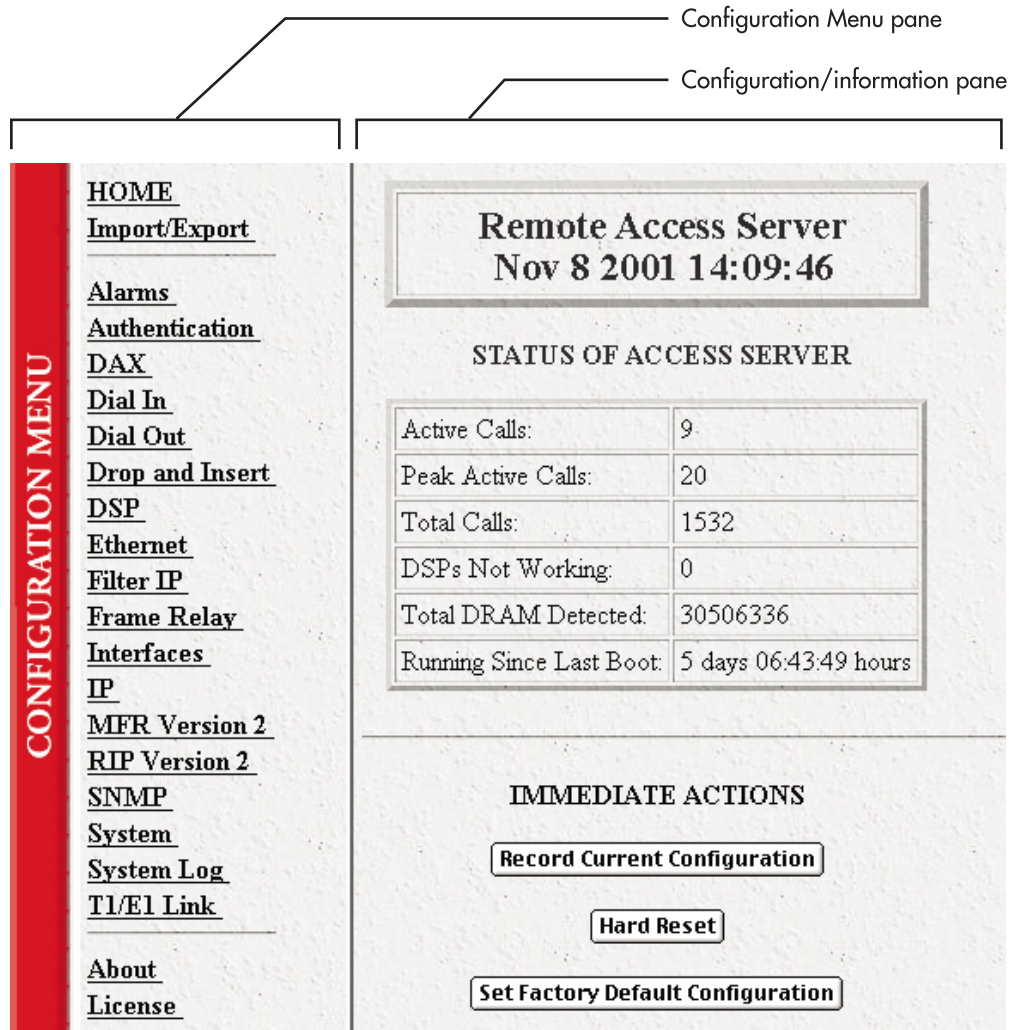 Configuration Menu pane
Configuration/information pane
CONFIGURATION MENU
HOME
Import/Export
Alarms
Authentication
DAX
Dial In
Dial Out
Drop and Insert
DSP
Ethernet
Filter IP
Frame Relay
Interfaces
IP
MFR Version 2
RIP Version 2
SNMP
System
System Log
T1/E1 Link
About
License
Remote Access Server
Nov 8 2001 14:09:46
STATUS OF ACCESS SERVER
Active Calls: 9
Peak Active Calls: 20
Total Calls: 1532
DSPs Not Working: 0
Total DRAM Detected: 30506336
Running Since Last Boot: 5 days 06:43:49 hours
IMMEDIATE ACTIONS
Record Current Configuration
Hard Reset
Set Factory Default Configuration